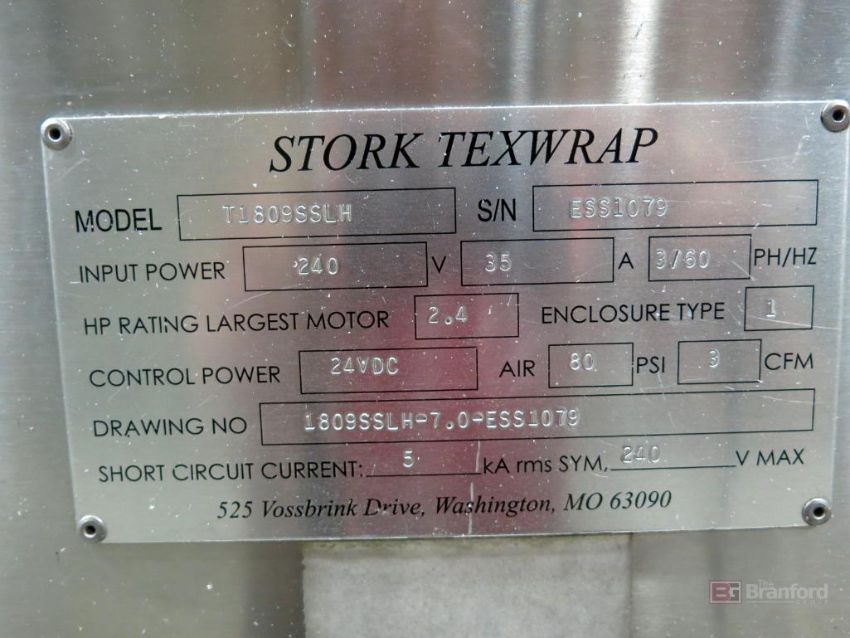 STORK TEXWRAP
MODEL T1809SSLH S/N ESS1079
INPUT POWER 240 V 35 A 3/60 PH/HZ
HP RATING LARGEST MOTOR 2.4 ENCLOSURE TYPE 1
CONTROL POWER 24VDC AIR 80 PSI 3 CFM
DRAWING NO 1809SSLH-7.0-ESS1079
SHORT CIRCUIT CURRENT: 5 kA rms SYM, 240 V MAX
525 Vossbrink Drive, Washington, MO 63090
BG The Branford